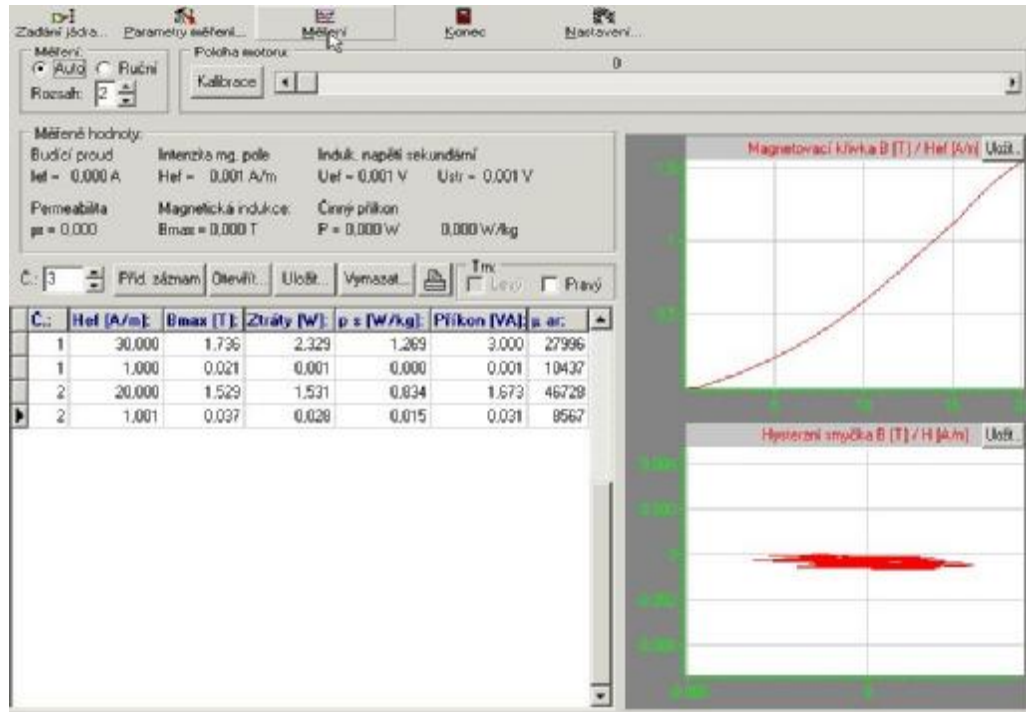 Zadání jádra... Parametry měření... Měření Konec Nastavení...
Měření: Poloha motoru:
Auto Ruční 0
Rozsah: 2 Kalibrace
Měřené hodnoty:
Budící proud Intenzita mg. pole Induk. napětí sekundární
Ief = 0,000 A Hef = 0,001 A/m Uef = 0,001 V Ustr = 0,001 V
Permeabilita Magnetická indukce: Činný příkon
= 0,000 Bmax = 0,000 T P = 0,000 W 0,000 W/kg
Č.: 3 Přid. záznam Otevřít... Uložit... Vymazat... Levý Pravý
Č.: Hef [A/m]: Bmax [T]: Ztráty [W]: p s [W/kg]: Příkon [VA]: µ ar:
1 30.000 1.736 2.329 1.269 3.000 27996
1 1.000 0.021 0.001 0.000 0.001 10437
2 20.000 1.529 1.531 0.834 1.673 46728
2 1.001 0.037 0.028 0.015 0.031 8567
Magnetovací křivka B [T] / Hef [A/m] Uložit..
Hysterzní smyčka B [T] / H [A/m] Uložit..
0
0